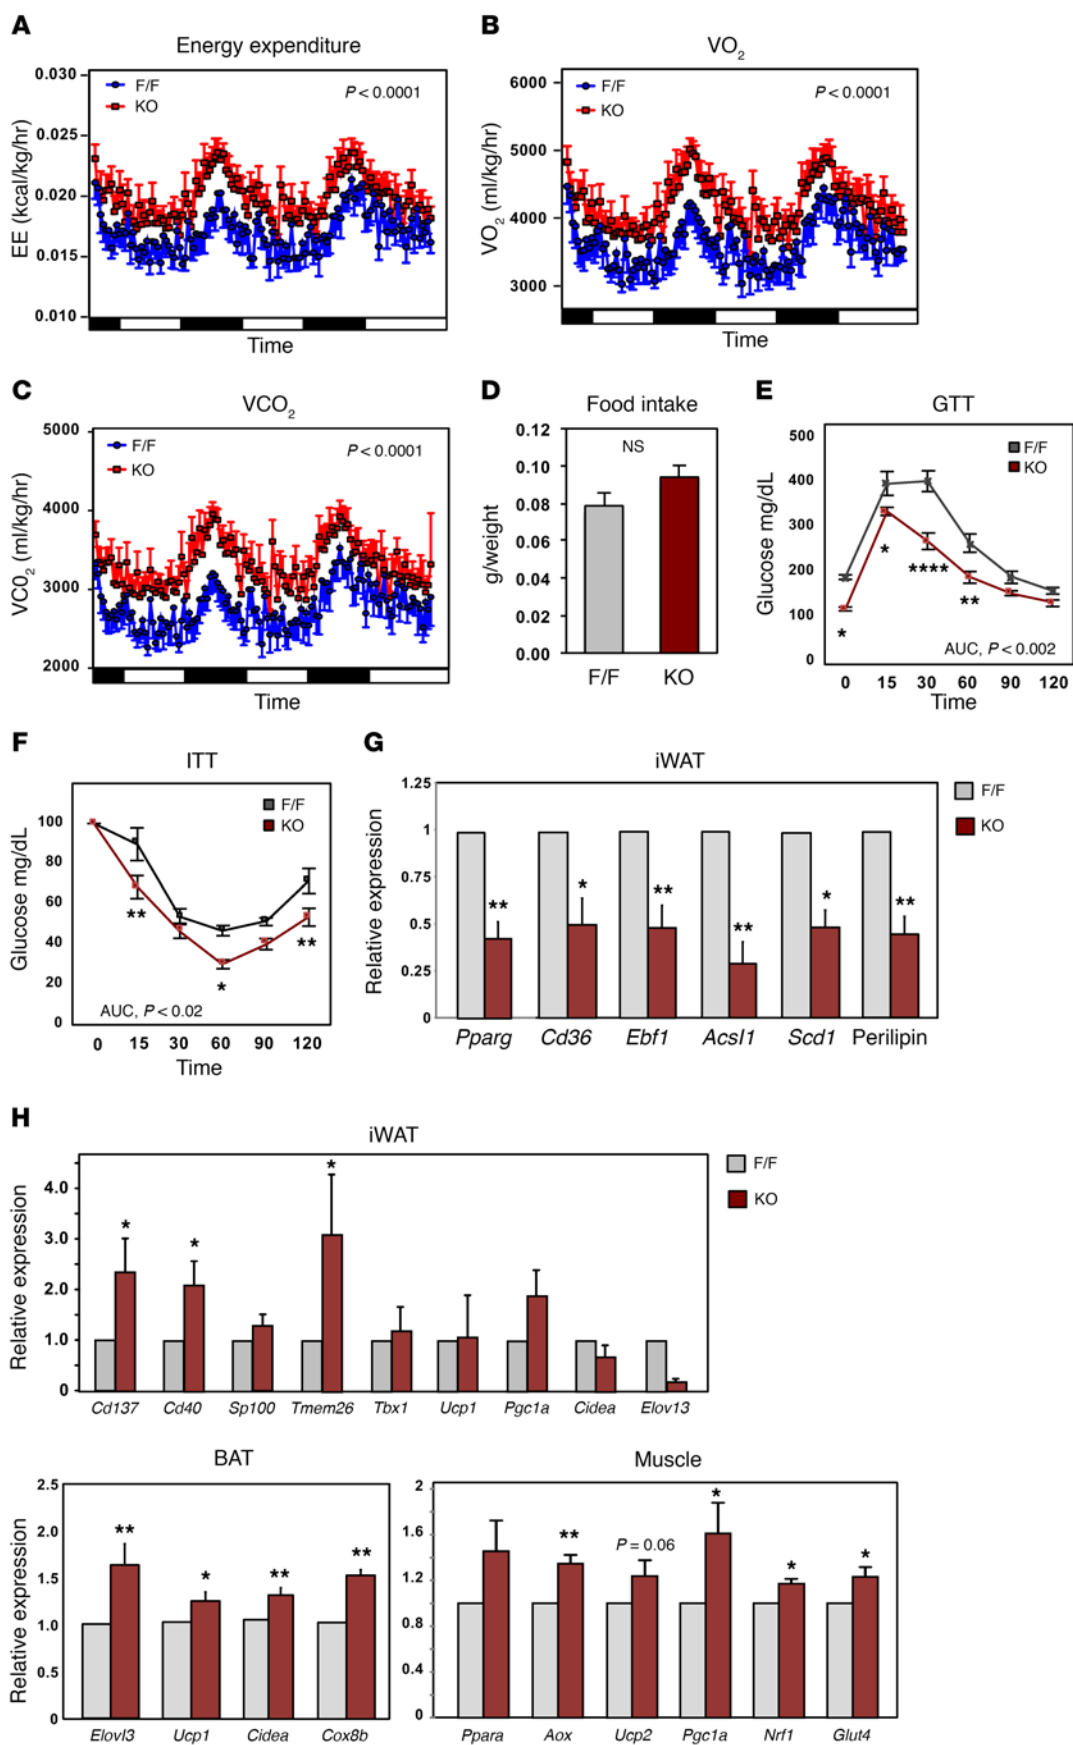 A
Energy expenditure
F/F
KO
P < 0.0001
EE (kcal/kg/hr)
0.030
0.025
0.020
0.015
0.010
Time
B
VO2
F/F
KO
P < 0.0001
VO2 (ml/kg/hr)
6000
5000
4000
3000
Time
C
VCO2
F/F
KO
P < 0.0001
VCO2 (ml/kg/hr)
5000
4000
3000
2000
Time
D
Food intake
NS
g/weight
0.12
0.10
0.08
0.06
0.04
0.02
0.00
F/F KO
E
GTT
F/F
KO
Glucose mg/dL
500
400
300
200
100
0
*
*
****
**
AUC, P < 0.002
0 15 30 60 90 120
Time
F
ITT
F/F
KO
Glucose mg/dL
100
80
60
40
20
0
**
*
**
AUC, P < 0.02
0 15 30 60 90 120
Time
G
iWAT
F/F
KO
Relative expression
1.25
1
0.75
0.5
0.25
0
** * ** ** * **
Pparg Cd36 Ebf1 Acsl1 Scd1 Perilipin
H
iWAT
F/F
KO
Relative expression
4.0
3.0
2.0
1.0
0
* * *
Cd137 Cd40 Sp100 Tmem26 Tbx1 Ucp1 Pgc1a Cidea Elov13
BAT
Relative expression
2.5
2.0
1.5
1.0
0.5
0
** * ** **
Elovl3 Ucp1 Cidea Cox8b
Muscle
2
1.6
1.2
0.8
0.4
0
** P = 0.06 * * *
Ppara Aox Ucp2 Pgc1a Nrf1 Glut4